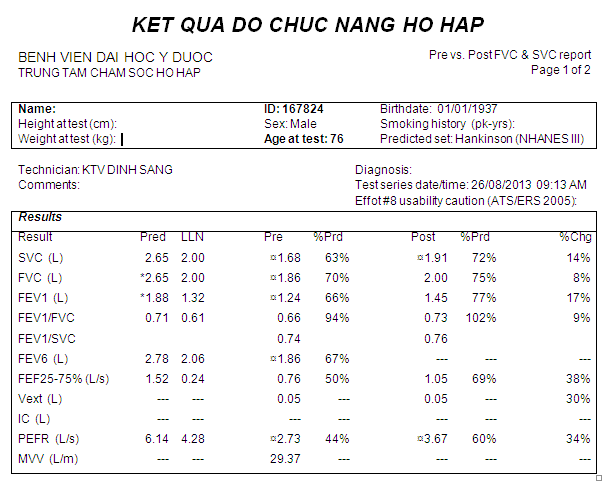 KET QUA DO CHUC NANG HO HAP
BENH VIEN DAI HOC Y DUOC
TRUNG TAM CHAM SOC HO HAP
Pre vs. Post FVC & SVC report
Page 1 of 2
Name: ID: 167824 Birthdate: 01/01/1937
Height at test (cm): Sex: Male Smoking history (pk-yrs):
Weight at test (kg): Age at test: 76 Predicted set: Hankinson (NHANES III)
Technician: KTV DINH SANG Diagnosis:
Comments: Test series date/time: 26/08/2013 09:13 AM
Effot #8 usability caution (ATS/ERS 2005):
Results
Result Pred LLN Pre %Prd Post %Prd %Chg
SVC (L) 2.65 2.00 ¤1.68 63% ¤1.91 72% 14%
FVC (L) *2.65 2.00 ¤1.86 70% 2.00 75% 8%
FEV1 (L) *1.88 1.32 ¤1.24 66% 1.45 77% 17%
FEV1/FVC 0.71 0.61 0.66 94% 0.73 102% 9%
FEV1/SVC 0.74 0.76
FEV6 (L) 2.78 2.06 ¤1.86 67% --- --- ---
FEF25-75% (L/s) 1.52 0.24 0.76 50% 1.05 69% 38%
Vext (L) --- --- 0.05 --- 0.05 --- 30%
IC (L) --- --- --- --- --- --- ---
PEFR (L/s) 6.14 4.28 ¤2.73 44% ¤3.67 60% 34%
MVV (L/m) --- --- 29.37 --- --- --- ---